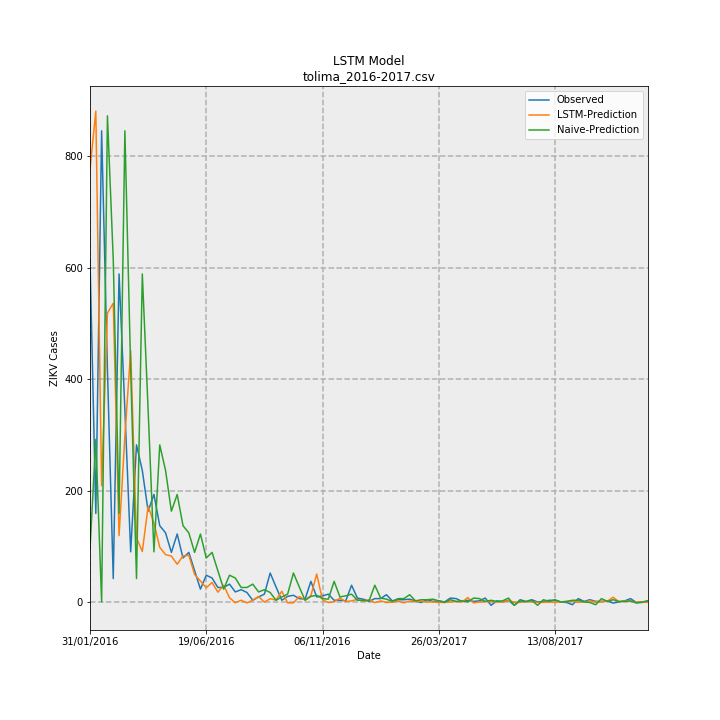 LSTM Model
tolima_2016-2017.csv
Observed
LSTM-Prediction
Naive-Prediction
ZIKV Cases
800
600
400
200
0
31/01/2016 19/06/2016 06/11/2016 26/03/2017 13/08/2017
Date